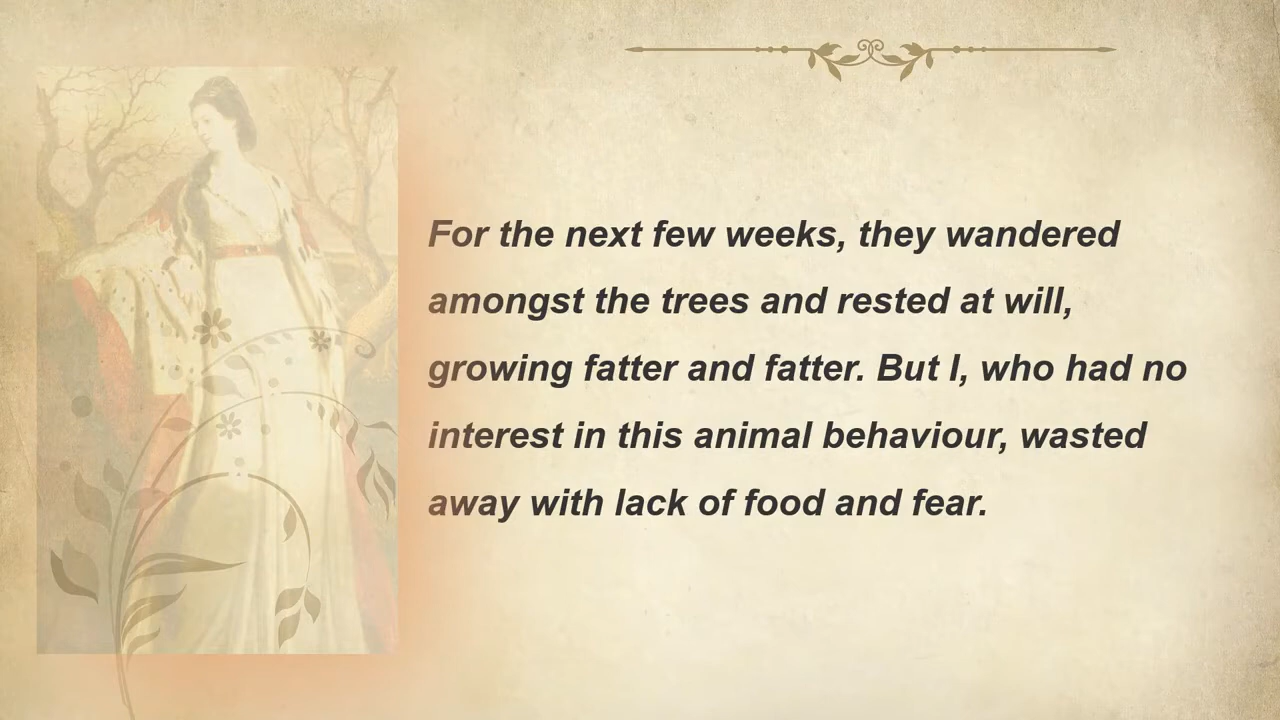 For the next few weeks, they wandered
amongst the trees and rested at will,
growing fatter and fatter. But I, who had no
interest in this animal behaviour, wasted
away with lack of food and fear.